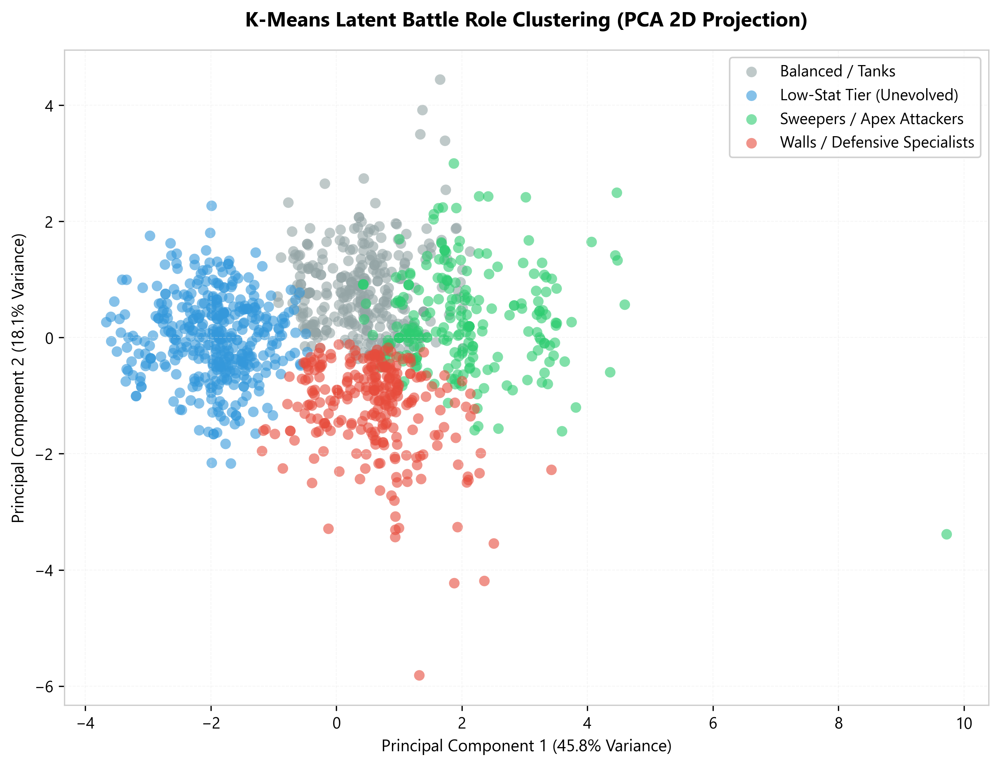 K-Means Latent Battle Role Clustering (PCA 2D Projection)
Balanced / Tanks
Low-Stat Tier (Unevolved)
Sweepers / Apex Attackers
Walls / Defensive Specialists
Principal Component 2 (18.1% Variance)
4
2
0
−2
−4
−6
−4
−2
0
2
4
6
8
10
Principal Component 1 (45.8% Variance)